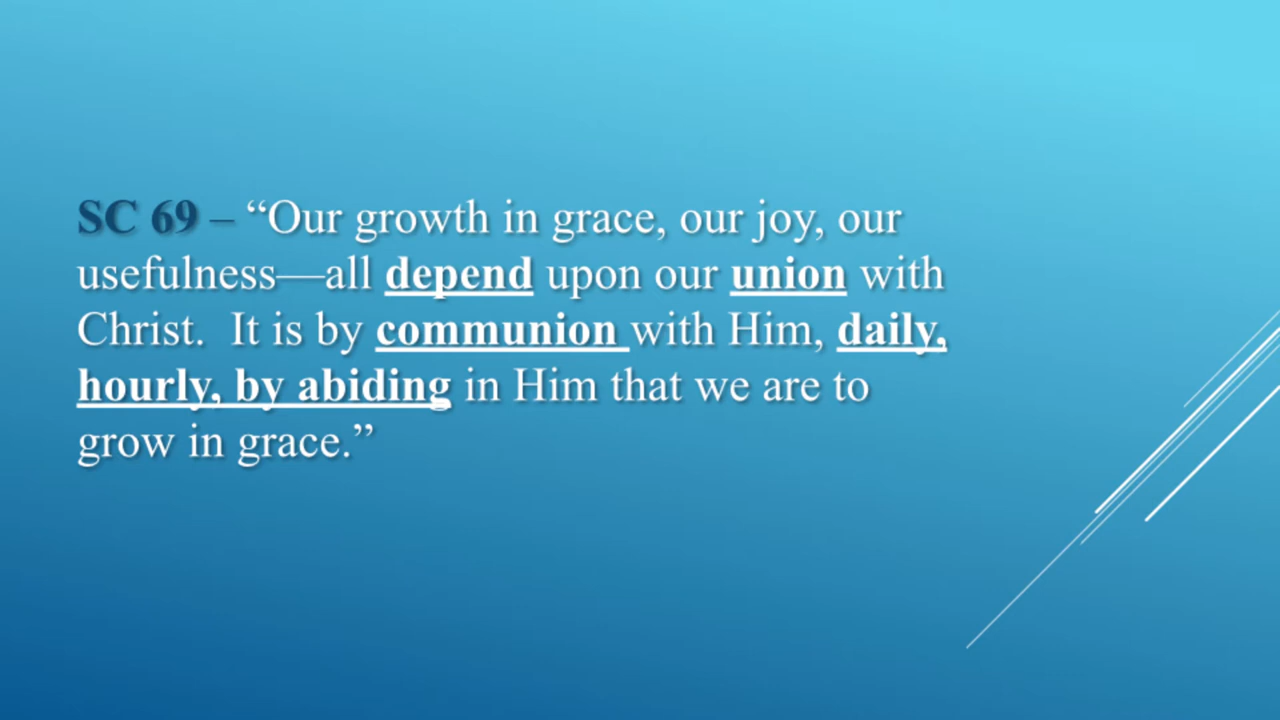 SC 69 – “Our growth in grace, our joy, our
usefulness—all depend upon our union with
Christ.  It is by communion with Him, daily,
hourly, by abiding in Him that we are to
grow in grace.”